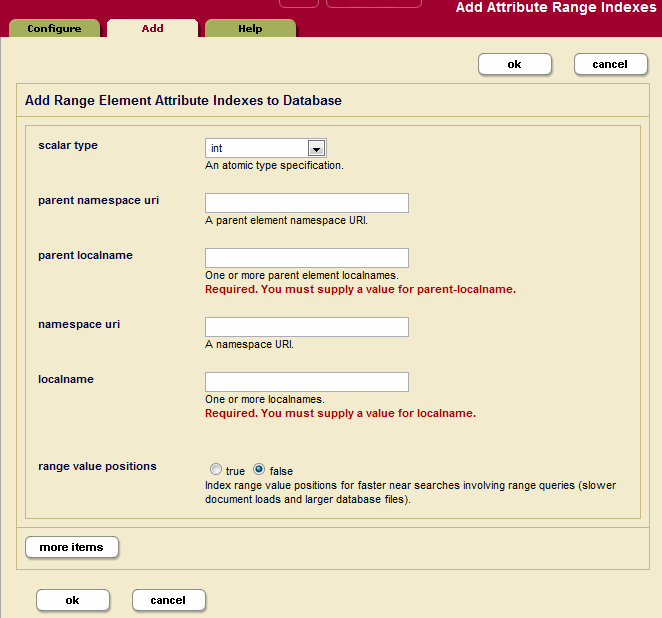 Add Attribute Range Indexes
Configure
Add
Help
ok
cancel
Add Range Element Attribute Indexes to Database
scalar type
int
An atomic type specification.
parent namespace uri
A parent element namespace URI.
parent localname
One or more parent element localnames.
Required. You must supply a value for parent-localname.
namespace uri
A namespace URI.
localname
One or more localnames.
Required. You must supply a value for localname.
range value positions
true false
Index range value positions for faster near searches involving range queries (slower
document loads and larger database files).
more items
ok
cancel